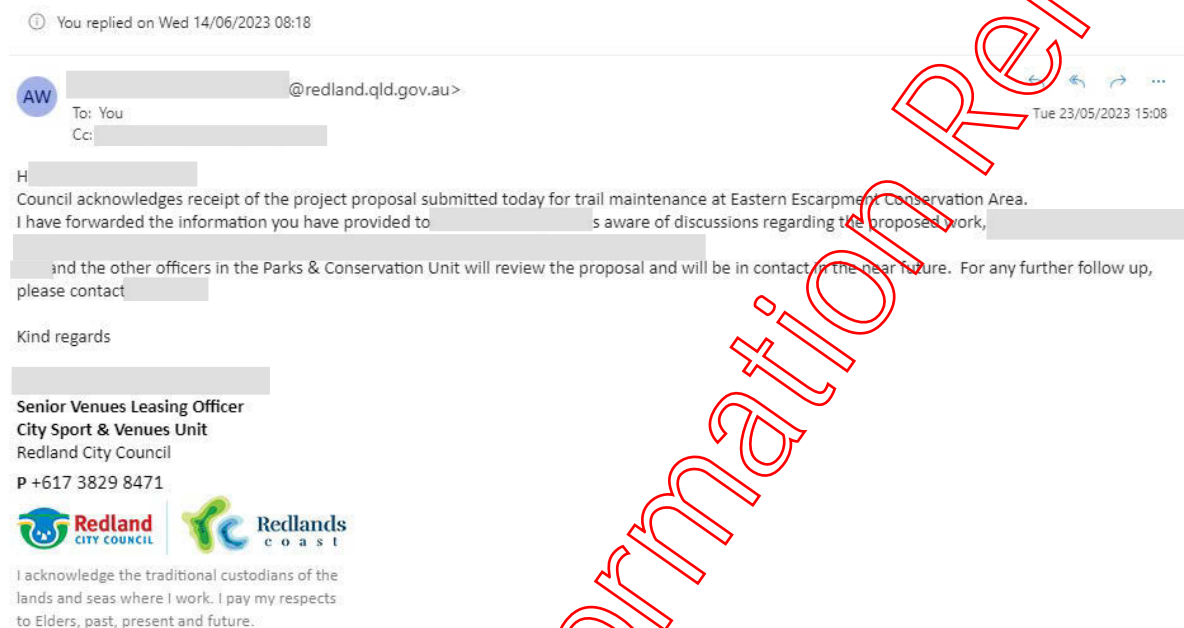 You replied on Wed 14/06/2023 08:18
AW
@redland.qld.gov.au>
To: You
Tue 23/05/2023 15:08
Cc:
H
Council acknowledges receipt of the project proposal submitted today for trail maintenance at Eastern Escarpment Conservation Area.
I have forwarded the information you have provided to s aware of discussions regarding the proposed work,
and the other officers in the Parks & Conservation Unit will review the proposal and will be in contact in the near future. For any further follow up,
please contact
Kind regards
Senior Venues Leasing Officer
City Sport & Venues Unit
Redland City Council
P +617 3829 8471
Redland
CITY COUNCIL
Redlands
coast
I acknowledge the traditional custodians of the
lands and seas where I work. I pay my respects
to Elders, past, present and future.
ormation Rel